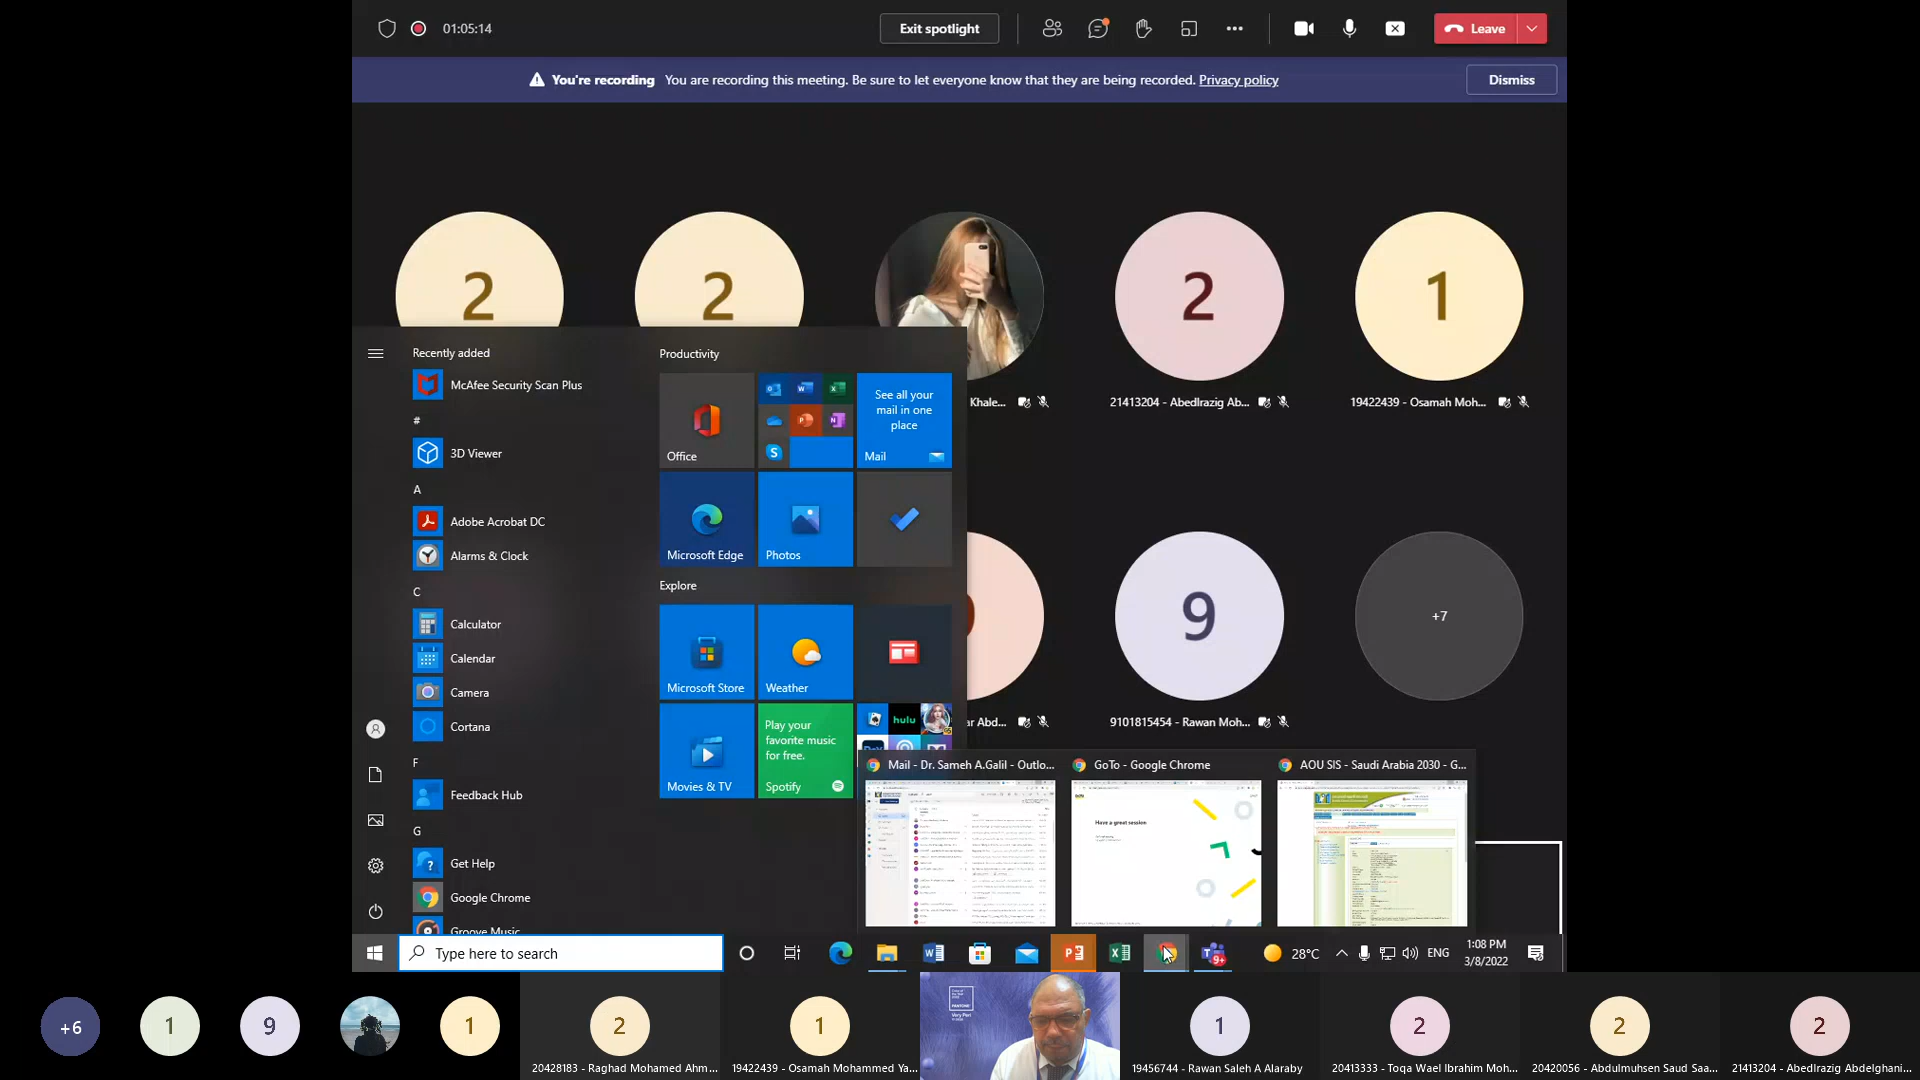 01:05:14
Exit spotlight
Leave
You're recording You are recording this meeting. Be sure to let everyone know that they are being recorded. Privacy policy
Dismiss
2
2
2
1
Khale...
21413204 - Abedlrazig Ab...
19422439 - Osamah Moh...
Recently added
McAfee Security Scan Plus
#
3D Viewer
A
Adobe Acrobat DC
Alarms & Clock
C
Calculator
Calendar
Camera
Cortana
F
Feedback Hub
G
Get Help
Google Chrome
Groove Music
Productivity
Office
See all your
mail in one
place
Mail
Microsoft Edge
Photos
Explore
Microsoft Store
Weather
Movies & TV
Play your
favorite music
for free.
Spotify
hulu
9
+7
ar Abd...
9101815454 - Rawan Moh...
Mail - Dr. Sameh A.Galil - Outlo...
GoTo - Google Chrome
AOU SIS - Saudi Arabia 2030 - G...
Have a great session
Type here to search
9+
28°C
ENG
1:08 PM
3/8/2022
+6
1
9
1
2
1
1
2
2
2
20428183 - Raghad Mohamed Ahm...
19422439 - Osamah Mohammed Ya...
PANTONE
Very Peri
19456744 - Rawan Saleh A Alaraby
20413333 - Toqa Wael Ibrahim Moh...
20420056 - Abdulmuhsen Saud Saa...
21413204 - Abedlrazig Abdelghani...